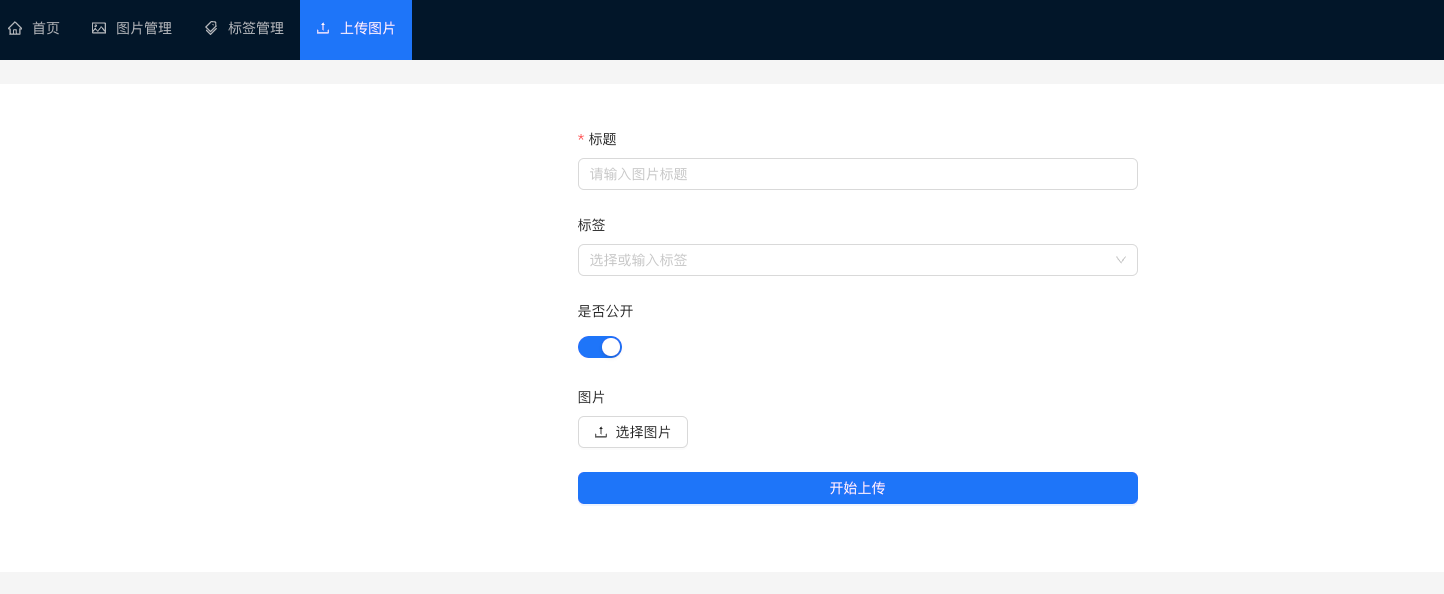 首页 图片管理 标签管理 上传图片
* 标题
请输入图片标题
标签
选择或输入标签
是否公开
图片
选择图片
开始上传